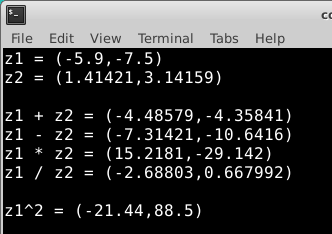 co
File Edit View Terminal Tabs Help
z1 = (-5.9,-7.5)
z2 = (1.41421,3.14159)
z1 + z2 = (-4.48579,-4.35841)
z1 - z2 = (-7.31421,-10.6416)
z1 * z2 = (15.2181,-29.142)
z1 / z2 = (-2.68803,0.667992)
z1^2 = (-21.44,88.5)